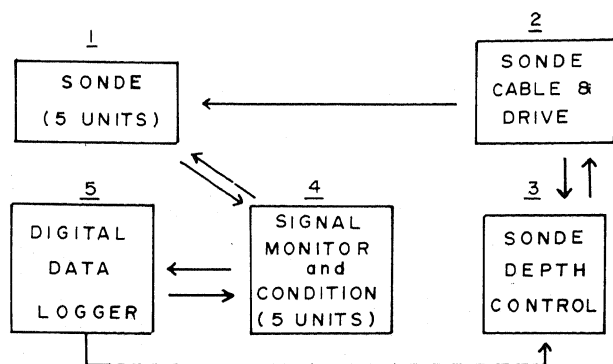 1
SONDE
(5 UNITS)
2
SONDE
CABLE &
DRIVE
3
SONDE
DEPTH
CONTROL
4
SIGNAL
MONITOR
and
CONDITION
(5 UNITS)
5
DIGITAL
DATA
LOGGER